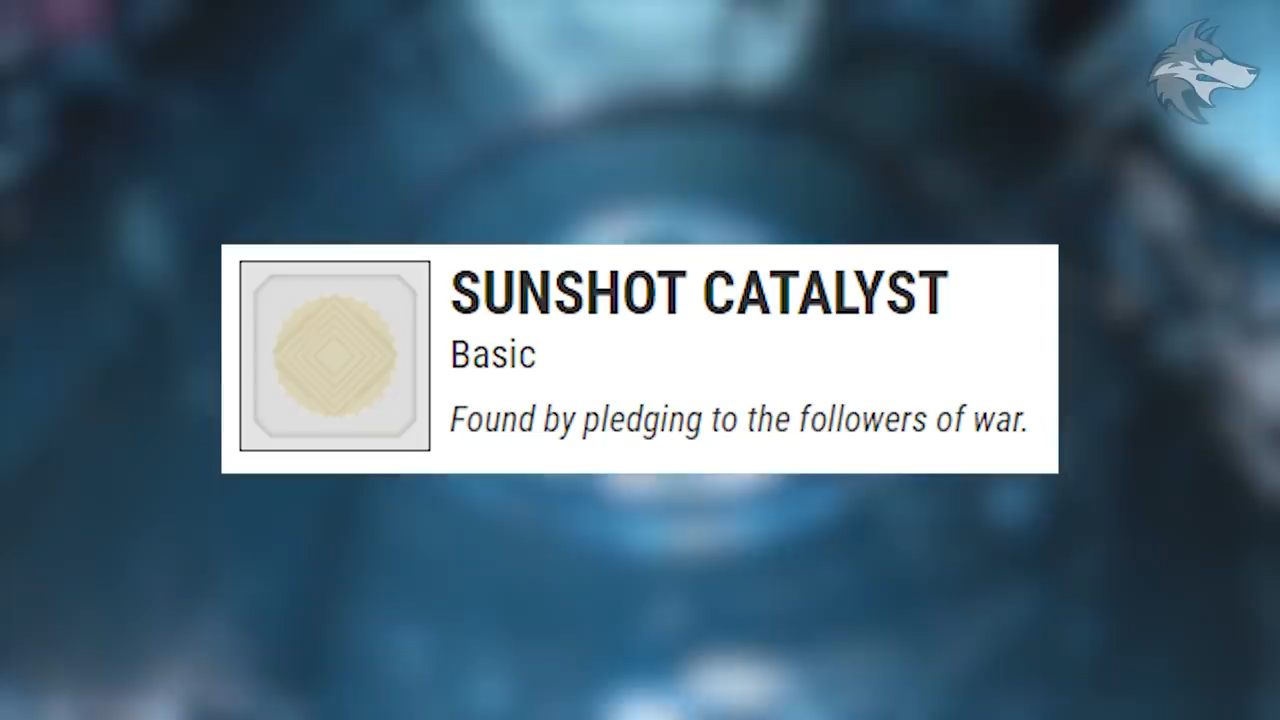 SUNSHOT CATALYST
Basic
Found by pledging to the followers of war.